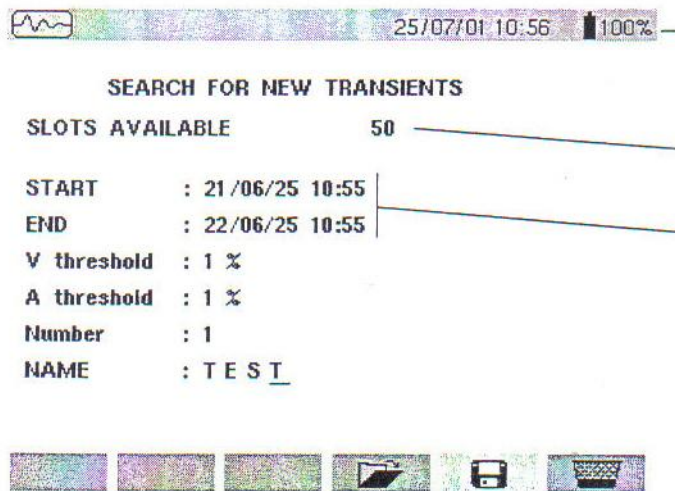 25/07/01 10:56 100%
SEARCH FOR NEW TRANSIENTS
SLOTS AVAILABLE 50
START : 21/06/25 10:55
END : 22/06/25 10:55
V threshold : 1 %
A threshold : 1 %
Number : 1
NAME : T E S T